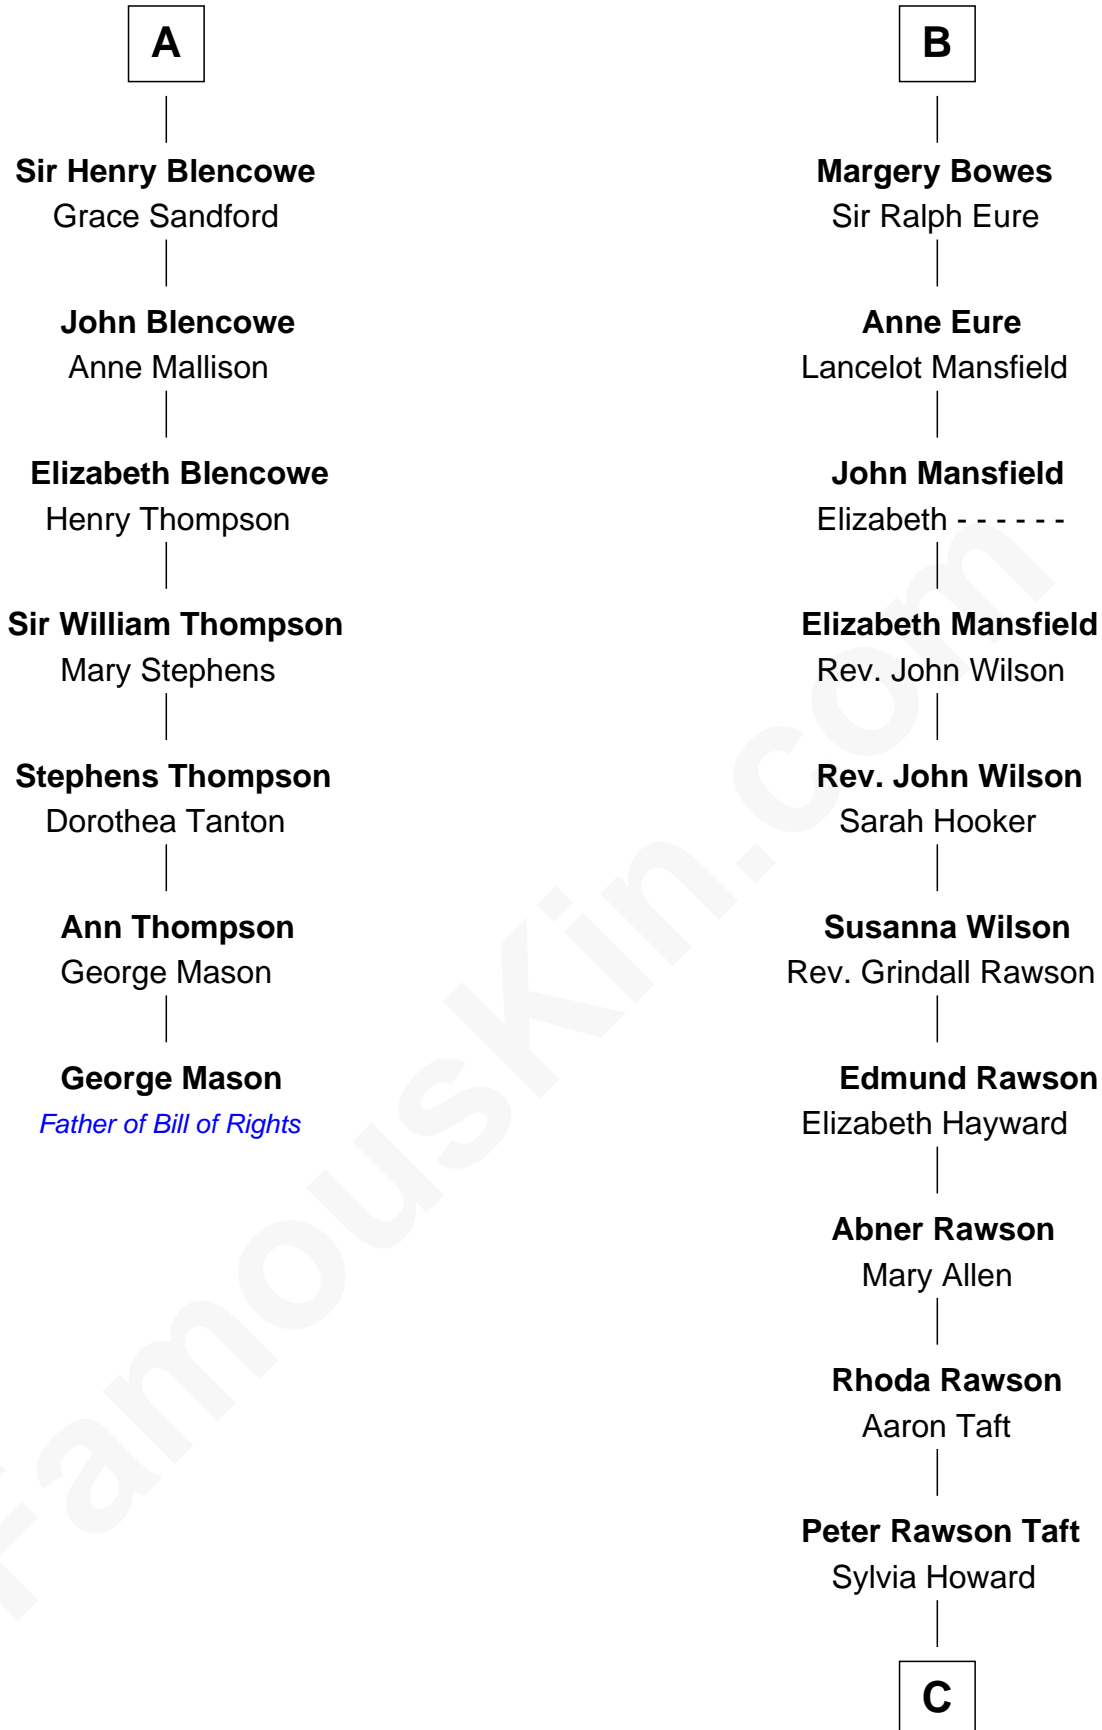 A
Sir Henry Blencowe
Grace Sandford
John Blencowe
Anne Mallison
Elizabeth Blencowe
Henry Thompson
Sir William Thompson
Mary Stephens
Stephens Thompson
Dorothea Tanton
Ann Thompson
George Mason
George Mason
Father of Bill of Rights
B
Margery Bowes
Sir Ralph Eure
Anne Eure
Lancelot Mansfield
John Mansfield
Elizabeth - - - - - -
Elizabeth Mansfield
Rev. John Wilson
Rev. John Wilson
Sarah Hooker
Susanna Wilson
Rev. Grindall Rawson
Edmund Rawson
Elizabeth Hayward
Abner Rawson
Mary Allen
Rhoda Rawson
Aaron Taft
Peter Rawson Taft
Sylvia Howard
C
FamousKin.com